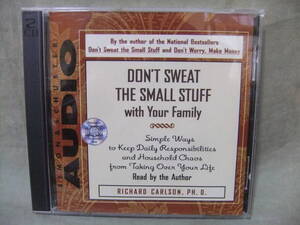 By the author of the National Bestsellers
Don't Sweat the Small Stuff and Don't Worry, Make Money
SIMON & SCHUSTER
AUDIO
DON'T SWEAT
THE SMALL STUFF
with Your Family
Simple Ways
to Keep Daily Responsibilities
and Household Chaos
from Taking Over Your Life
Read by the Author
RICHARD CARLSON, PH. D.